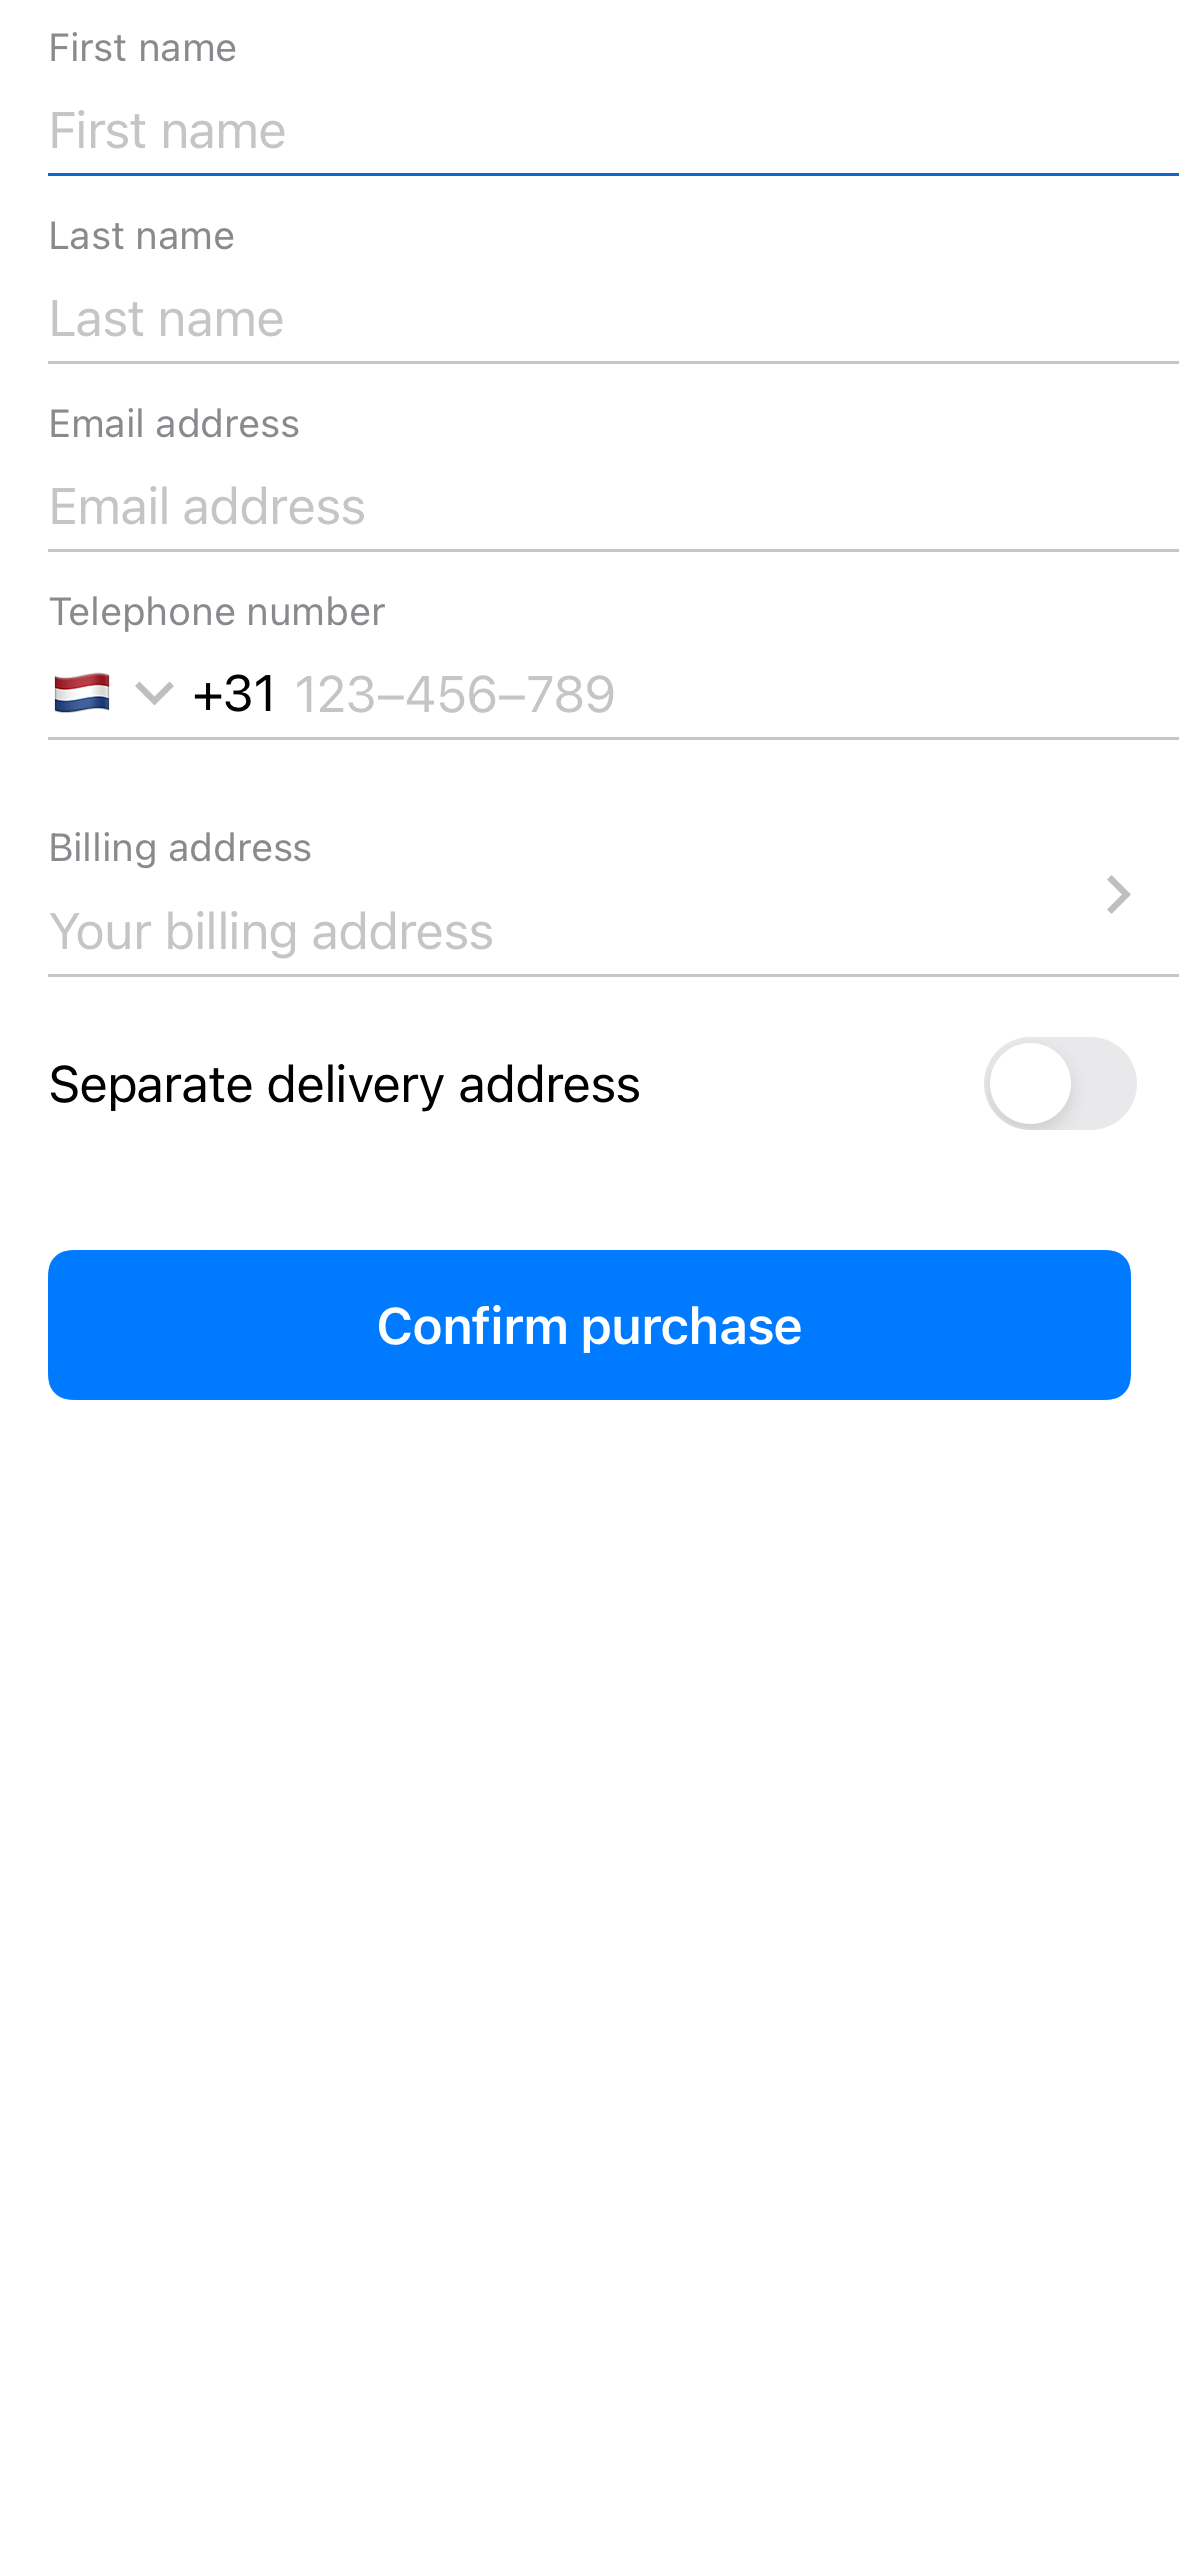 First name
First name
Last name
Last name
Email address
Email address
Telephone number
+31 123–456–789
Billing address
Your billing address
Separate delivery address
Confirm purchase